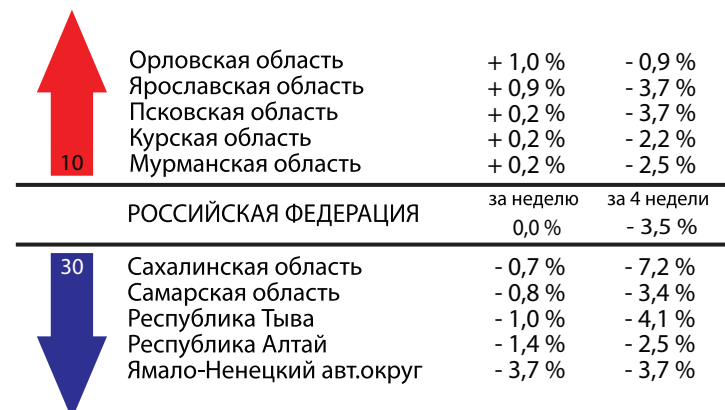 Орловская область + 1,0 % - 0,9 %
Ярославская область + 0,9 % - 3,7 %
Псковская область + 0,2 % - 3,7 %
Курская область + 0,2 % - 2,2 %
10 Мурманская область + 0,2 % - 2,5 %
за неделю за 4 недели
РОССИЙСКАЯ ФЕДЕРАЦИЯ 0,0 % - 3,5 %
30 Сахалинская область - 0,7 % - 7,2 %
Самарская область - 0,8 % - 3,4 %
Республика Тыва - 1,0 % - 4,1 %
Республика Алтай - 1,4 % - 2,5 %
Ямало-Ненецкий авт.округ - 3,7 % - 3,7 %